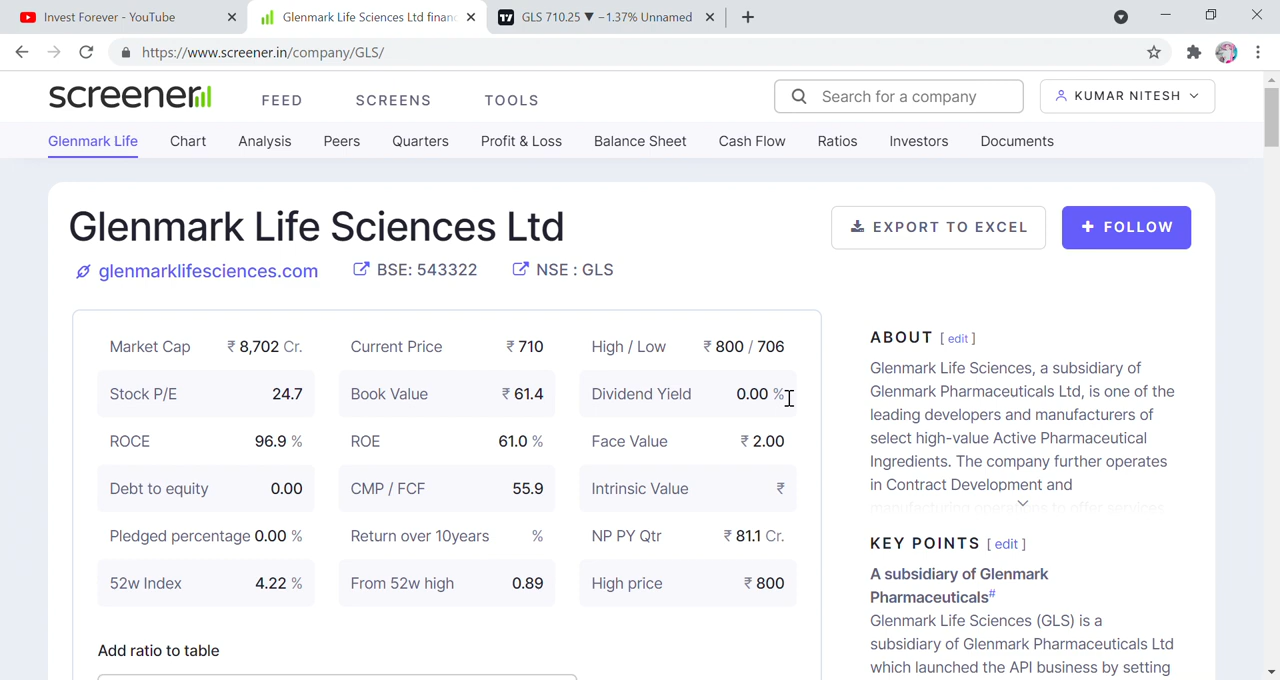 Invest Forever - YouTube
Glenmark Life Sciences Ltd financ
GLS 710.25 ▼ −1.37% Unnamed
https://www.screener.in/company/GLS/
screener
FEED
SCREENS
TOOLS
Search for a company
KUMAR NITESH
Glenmark Life
Chart
Analysis
Peers
Quarters
Profit & Loss
Balance Sheet
Cash Flow
Ratios
Investors
Documents
Glenmark Life Sciences Ltd
EXPORT TO EXCEL
+ FOLLOW
glenmarklifesciences.com
BSE: 543322
NSE : GLS
Market Cap ₹ 8,702 Cr.
Current Price ₹ 710
High / Low ₹ 800 / 706
Stock P/E 24.7
Book Value ₹ 61.4
Dividend Yield 0.00 %
ROCE 96.9 %
ROE 61.0 %
Face Value ₹ 2.00
Debt to equity 0.00
CMP / FCF 55.9
Intrinsic Value ₹
Pledged percentage 0.00 %
Return over 10years %
NP PY Qtr ₹ 81.1 Cr.
52w Index 4.22 %
From 52w high 0.89
High price ₹ 800
Add ratio to table
ABOUT [ edit ]
Glenmark Life Sciences, a subsidiary of
Glenmark Pharmaceuticals Ltd, is one of the
leading developers and manufacturers of
select high-value Active Pharmaceutical
Ingredients. The company further operates
in Contract Development and
manufacturing operations to offer services
KEY POINTS [ edit ]
A subsidiary of Glenmark
Pharmaceuticals#
Glenmark Life Sciences (GLS) is a
subsidiary of Glenmark Pharmaceuticals Ltd
which launched the API business by setting